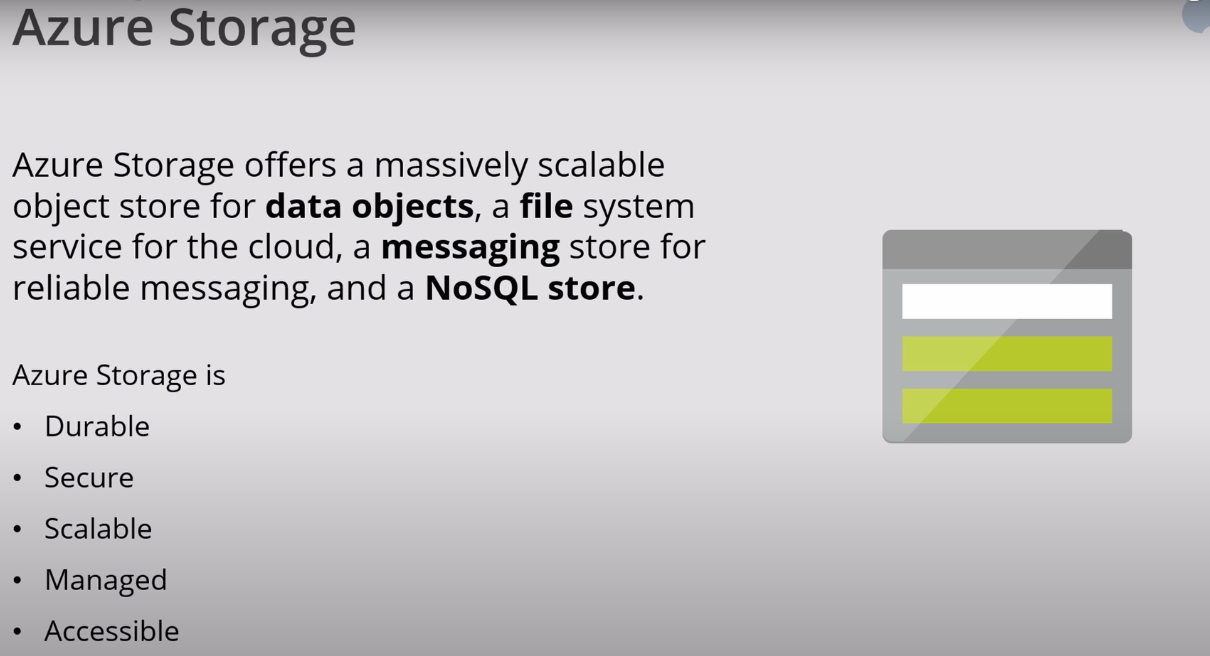 Azure Storage
Azure Storage offers a massively scalable
object store for data objects, a file system
service for the cloud, a messaging store for
reliable messaging, and a NoSQL store.
Azure Storage is
• Durable
• Secure
• Scalable
• Managed
• Accessible